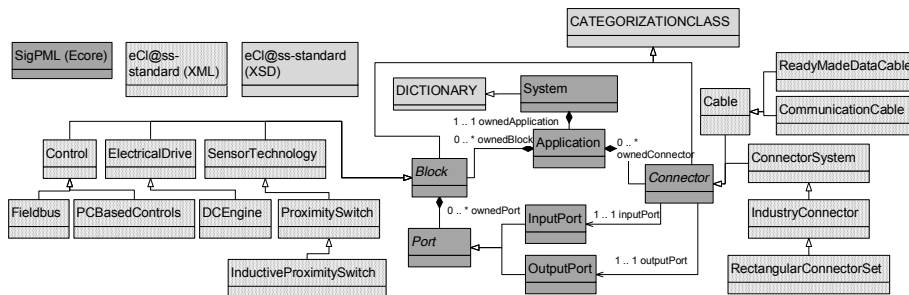 CATEGORIZATIONCLASS
SigPML (Ecore)
eCl@ss-
standard (XML)
eCl@ss-standard
(XSD)
ReadyMadeDataCable
DICTIONARY
System
Cable
CommunicationCable
1 .. 1 ownedApplication
0 .. * ownedBlock
Application
0 .. *
ownedConnector
Control
ElectricalDrive
SensorTechnology
Block
Connector
ConnectorSystem
Fieldbus
PCBasedControls
DCEngine
ProximitySwitch
0 .. * ownedPort
InputPort
1 .. 1 inputPort
IndustryConnector
Port
InductiveProximitySwitch
OutputPort
1 .. 1 outputPort
RectangularConnectorSet